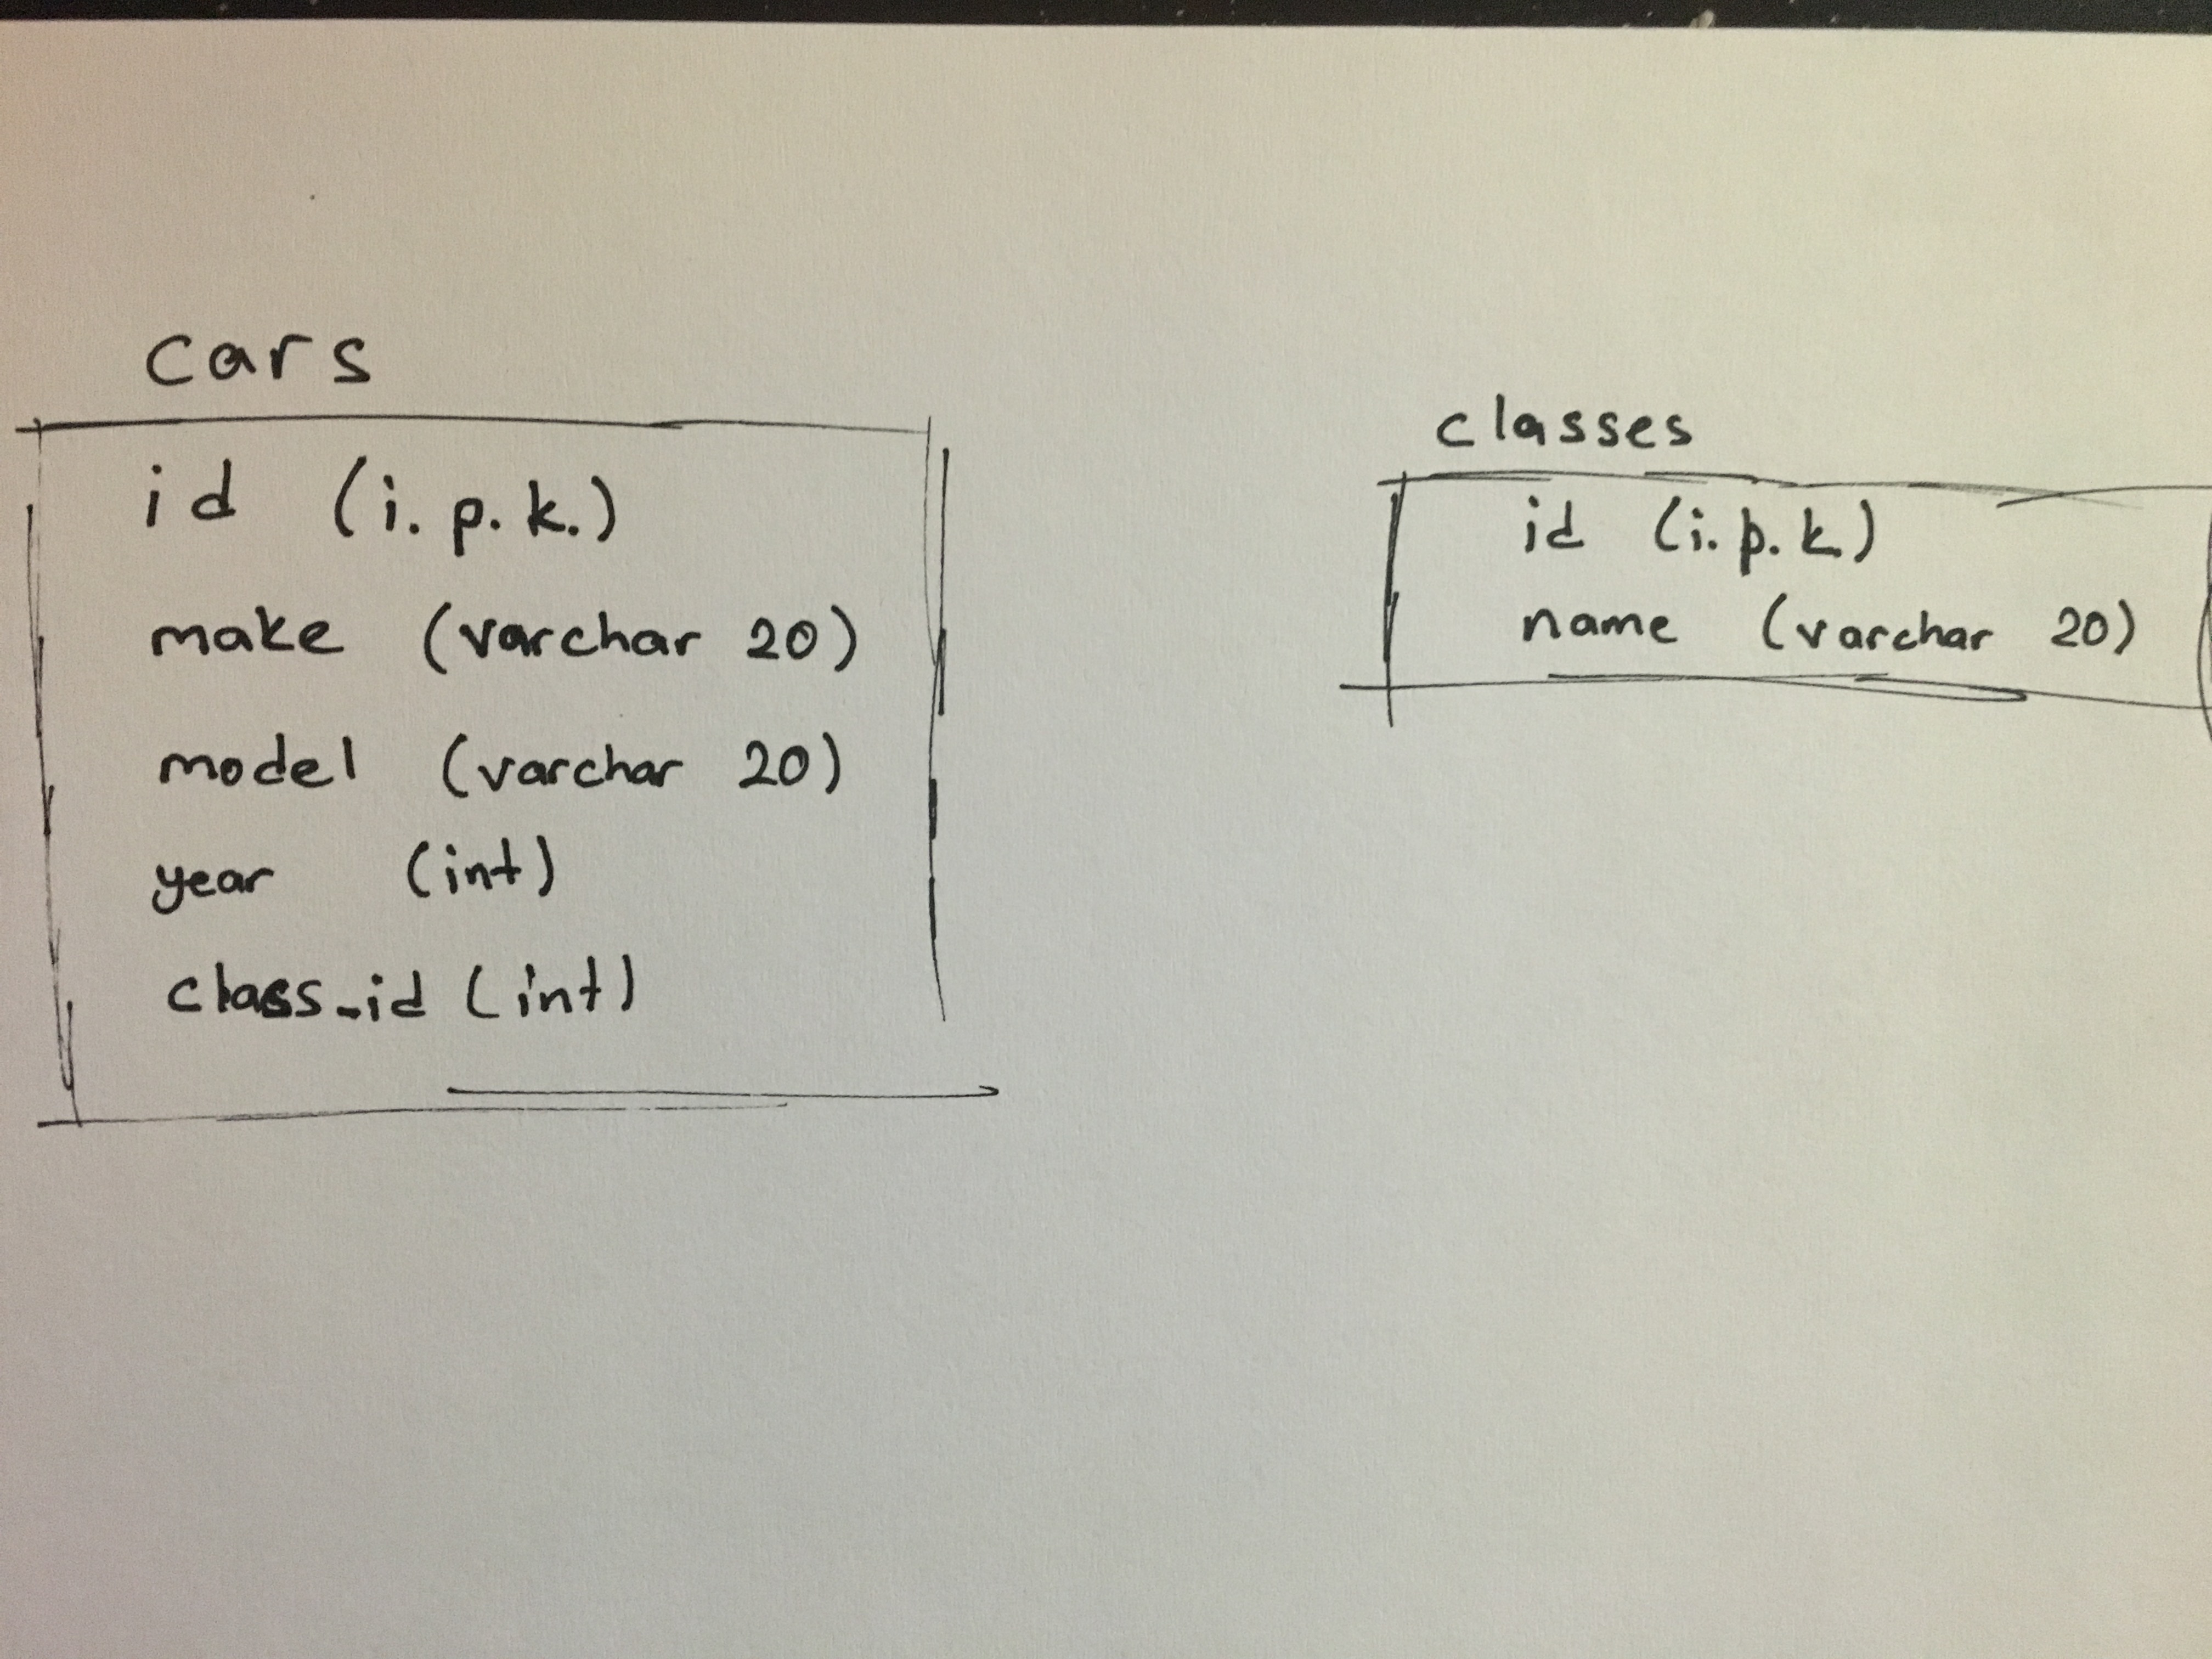 cars
id (i.p.k.)
make (varchar 20)
model (varchar 20)
year (int)
class_id (int)
classes
id (i.p.k)
name (varchar 20)